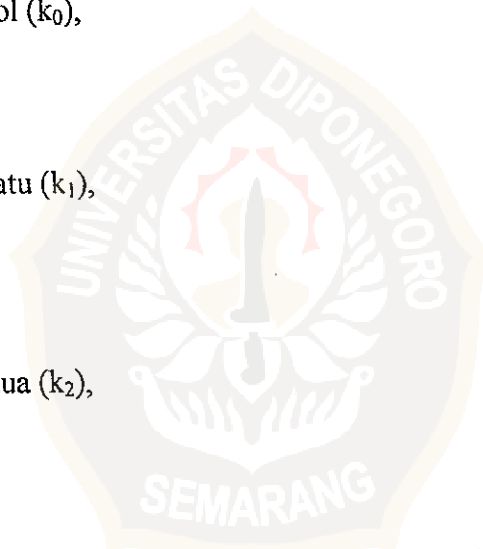 ol (k₀),
UNIVERSITAS DIPONEGORO
atu (k₁),
ua (k₂),
SEMARANG